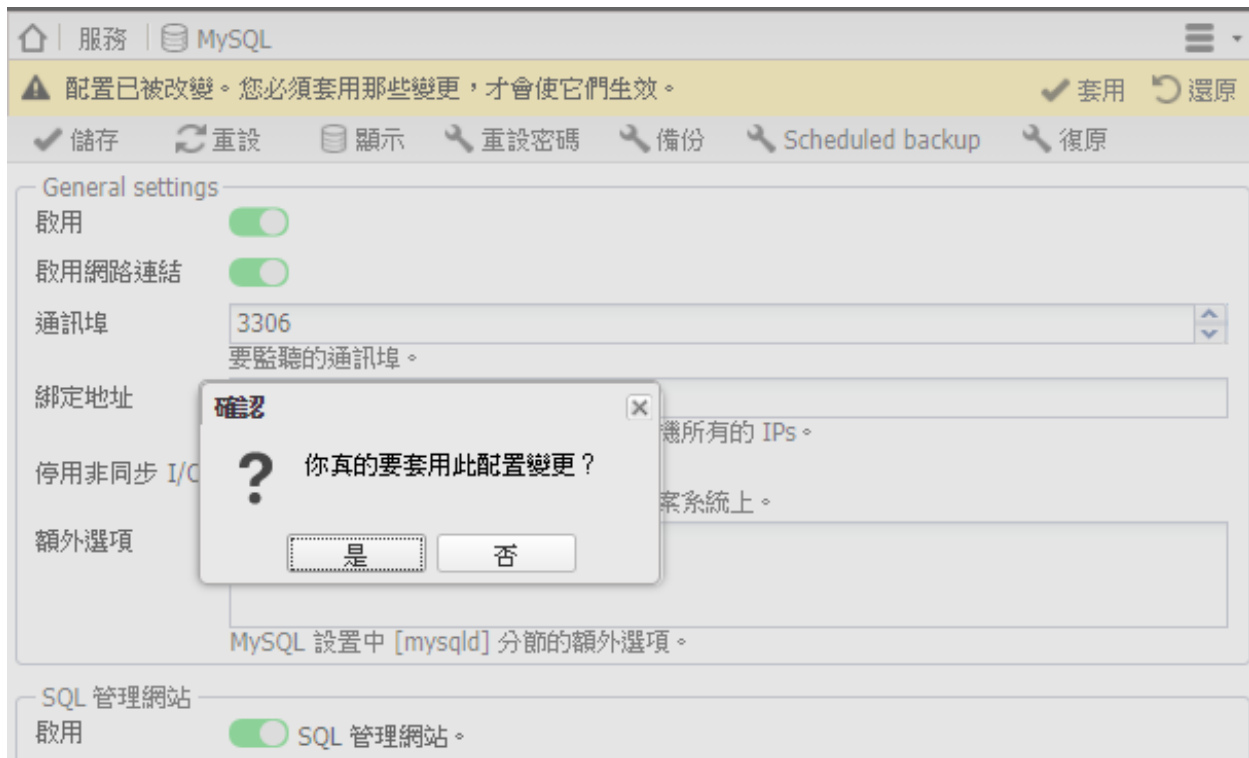 服務 MySQL
配置已被改變。您必須套用那些變更，才會使它們生效。 套用 還原
儲存 重設 顯示 重設密碼 備份 Scheduled backup 復原
General settings
啟用
啟用網路連結
通訊埠 3306
要監聽的通訊埠。
綁定地址
機所有的 IPs。
確認
你真的要套用此配置變更？
是 否
停用非同步 I/O
案系統上。
額外選項
MySQL 設置中 [mysqld] 分節的額外選項。
SQL 管理網站
啟用 SQL 管理網站。